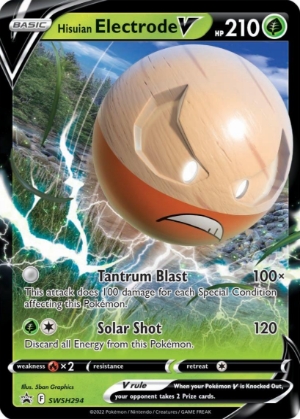 BASIC
Hisuian Electrode V HP 210
Tantrum Blast 100×
This attack does 100 damage for each Special Condition
affecting this Pokémon.
Solar Shot 120
Discard all Energy from this Pokémon.
weakness ×2 resistance retreat
Illus. 5ban Graphics
V rule
When your Pokémon V is Knocked Out,
your opponent takes 2 Prize cards.
F SWSH294
©2022 Pokémon / Nintendo / Creatures / GAME FREAK